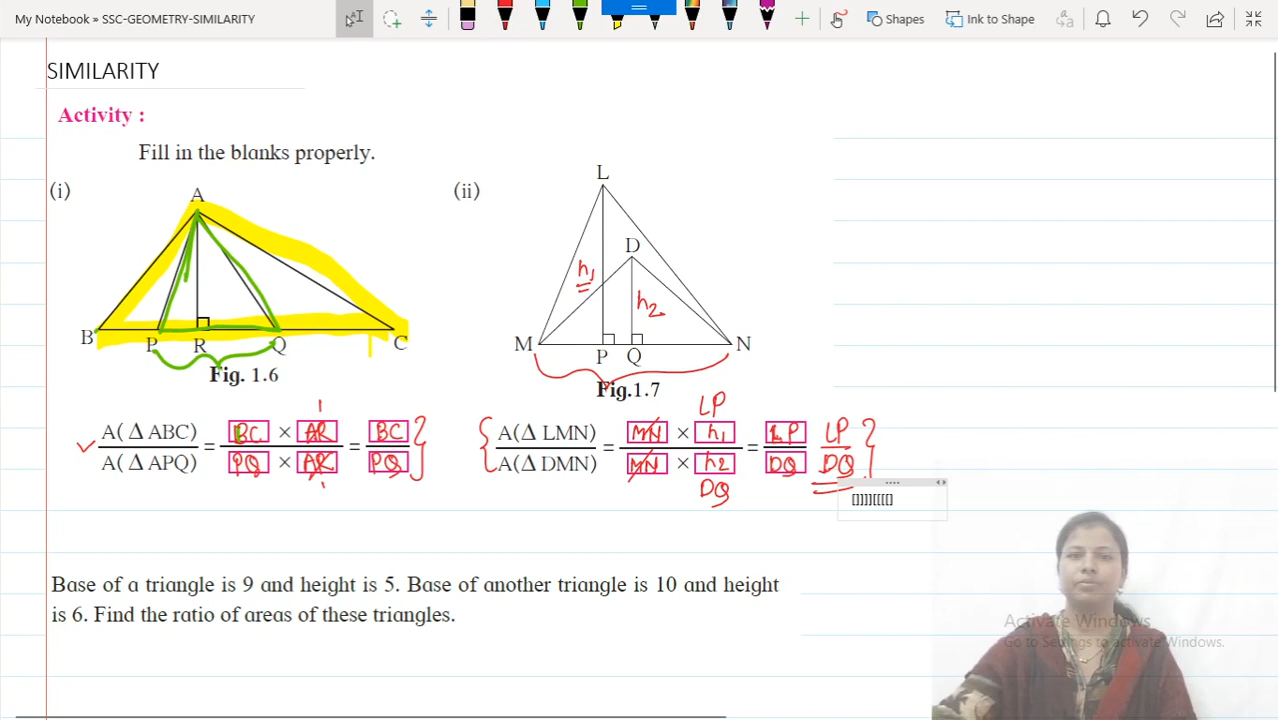 My Notebook » SSC-GEOMETRY-SIMILARITY
Shapes
Ink to Shape
SIMILARITY
Activity :
Fill in the blanks properly.
(i)
A
B P R Q C
Fig. 1.6
(ii)
L
D
h₁
h₂
M P Q N
Fig.1.7
1
LP
A( Δ ABC) = BC × AR = BC
A( Δ APQ) PQ × AR PQ
1
A(Δ LMN) = MN × h₁ = LP LP
A(Δ DMN) MN × h₂ DQ DQ
DQ
[]]]][[[[]
Base of a triangle is 9 and height is 5. Base of another triangle is 10 and height
is 6. Find the ratio of areas of these triangles.
Activate Windows
Go to Settings to activate Windows.